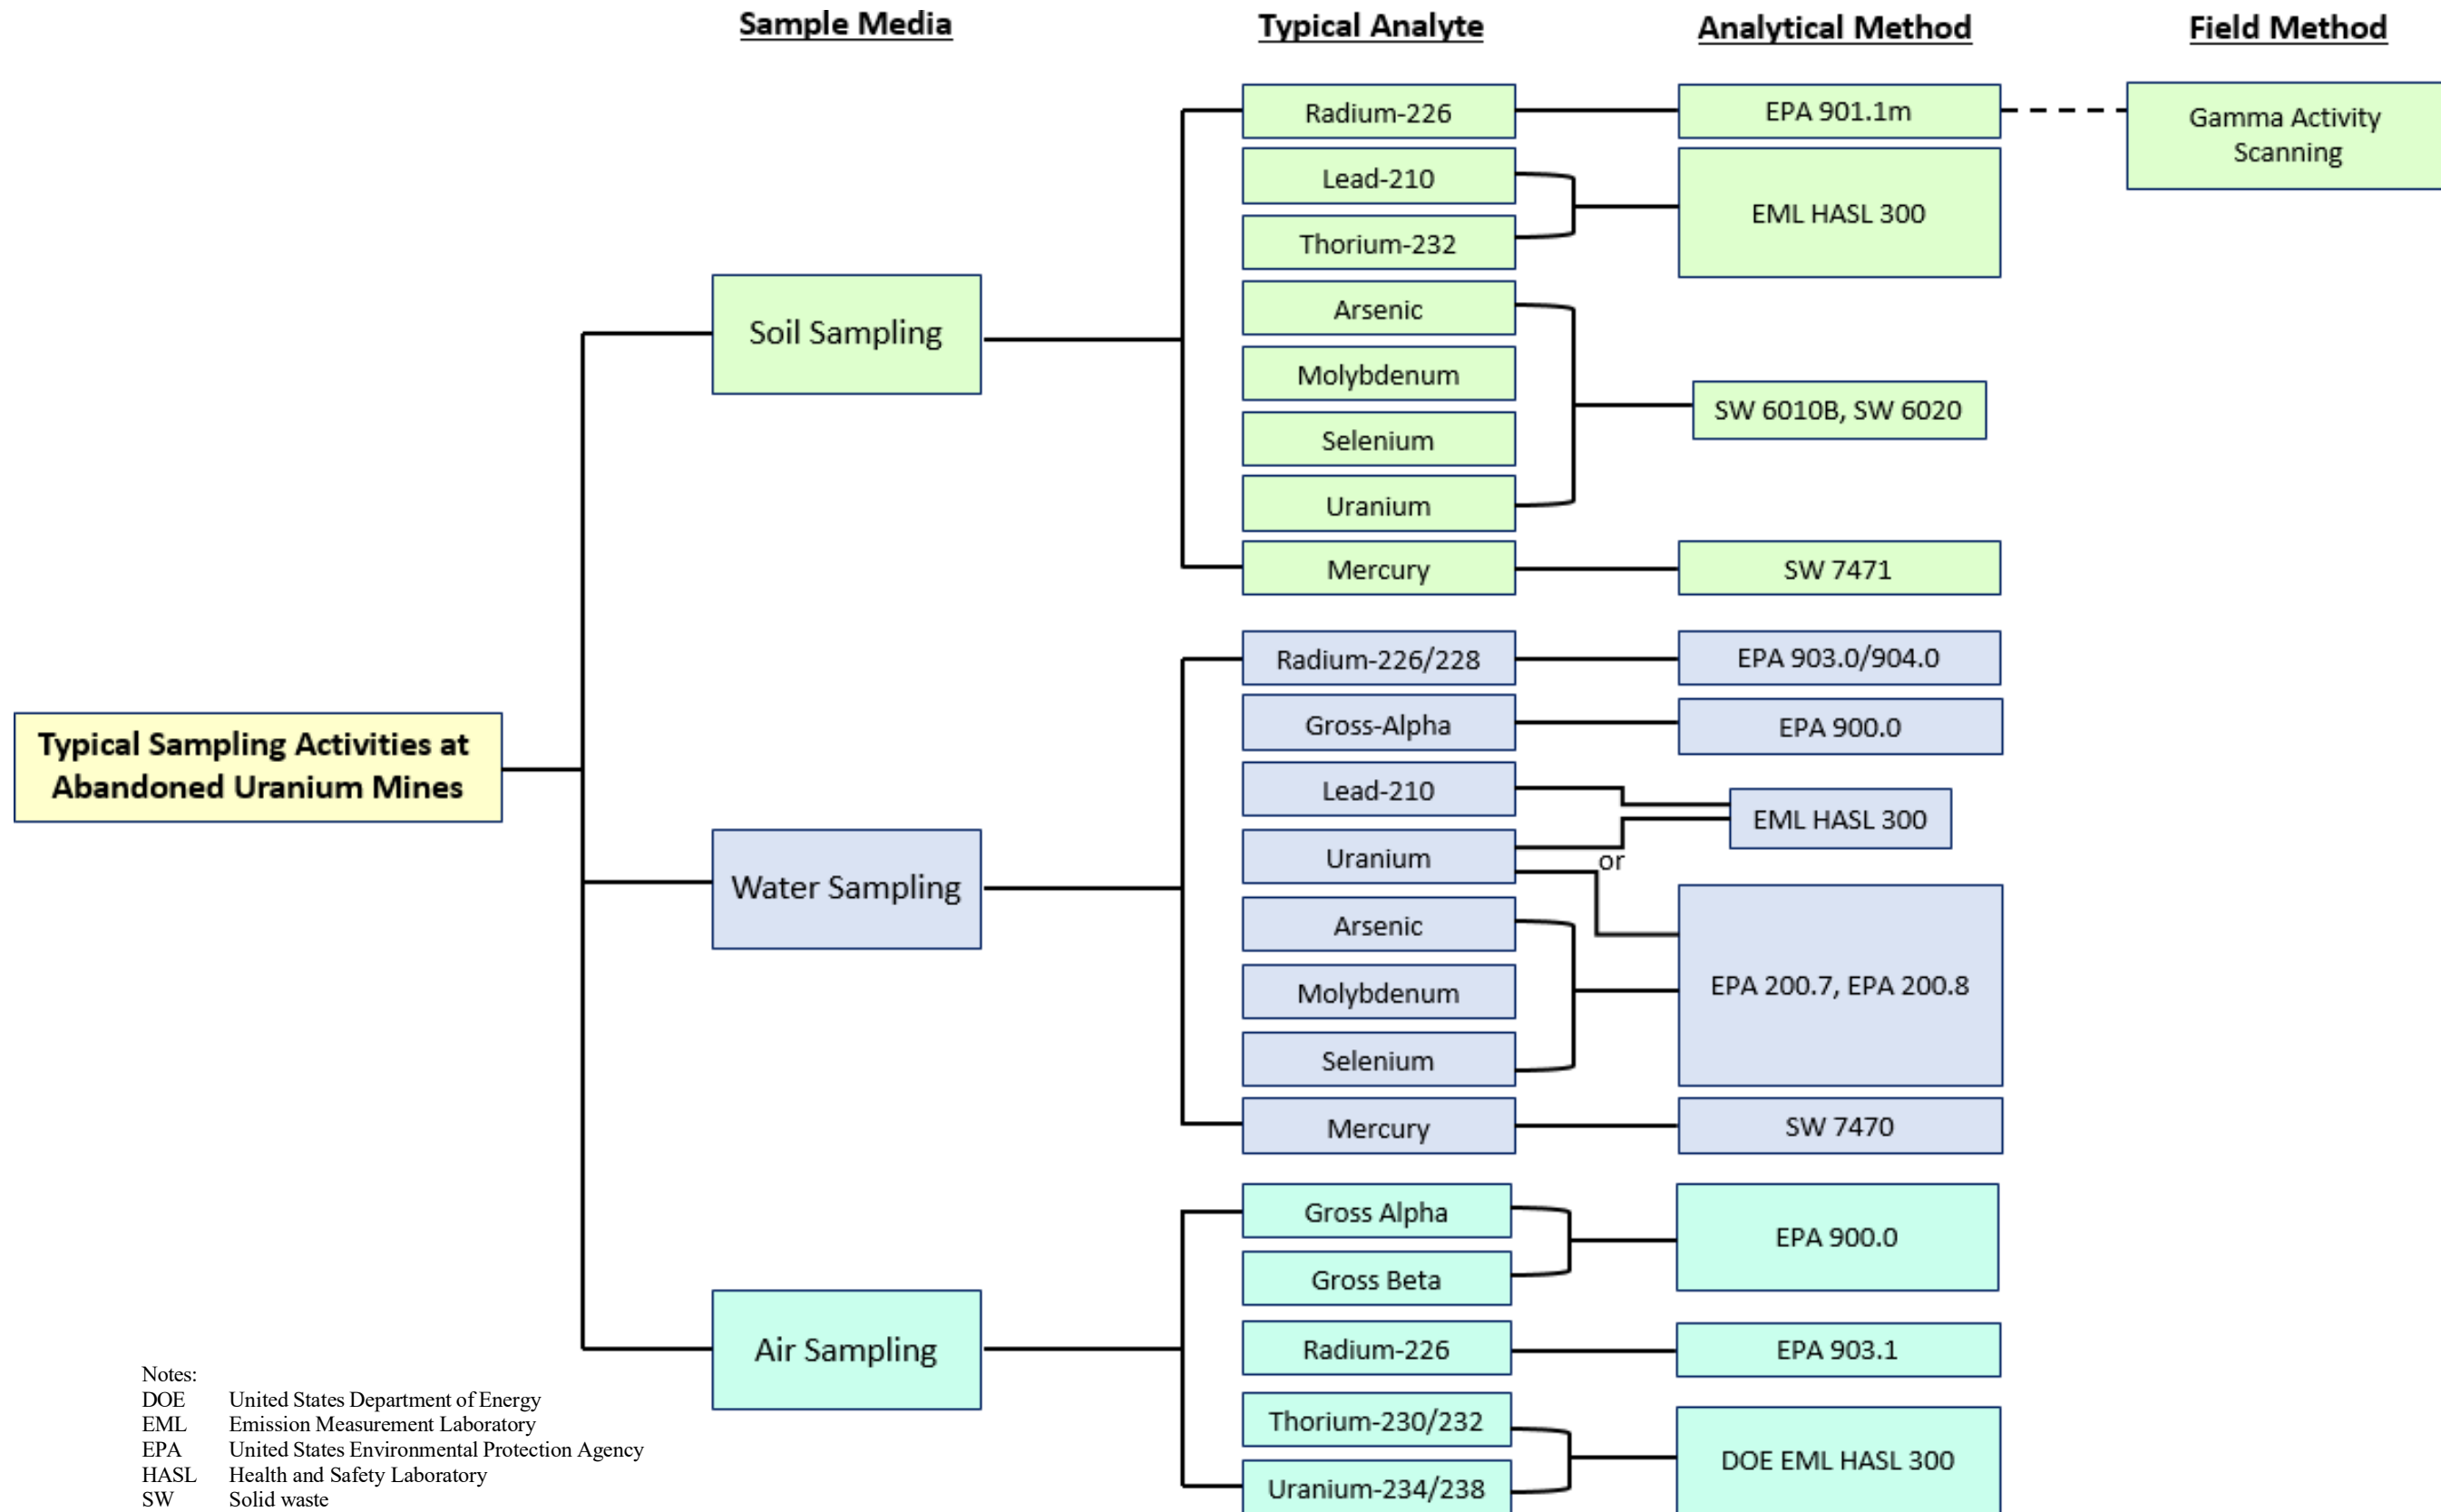 Sample Media
Typical Analyte
Analytical Method
Field Method
Typical Sampling Activities at
Abandoned Uranium Mines
Soil Sampling
Radium-226
EPA 901.1m
Gamma Activity
Scanning
Lead-210
Thorium-232
EML HASL 300
Arsenic
Molybdenum
Selenium
Uranium
SW 6010B, SW 6020
Mercury
SW 7471
Water Sampling
Radium-226/228
EPA 903.0/904.0
Gross-Alpha
EPA 900.0
Lead-210
Uranium
or
EML HASL 300
Arsenic
Molybdenum
Selenium
EPA 200.7, EPA 200.8
Mercury
SW 7470
Air Sampling
Gross Alpha
Gross Beta
EPA 900.0
Radium-226
EPA 903.1
Thorium-230/232
Uranium-234/238
DOE EML HASL 300
Notes:
DOE United States Department of Energy
EML Emission Measurement Laboratory
EPA United States Environmental Protection Agency
HASL Health and Safety Laboratory
SW Solid waste